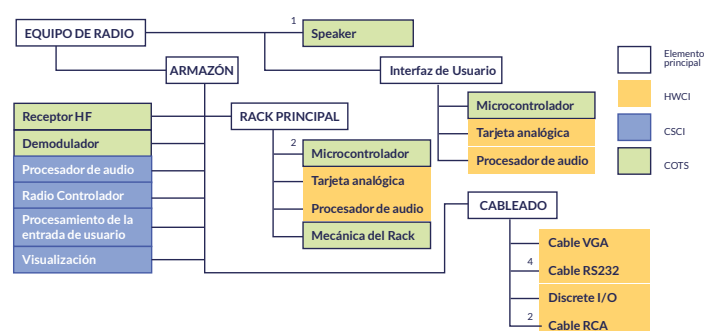 EQUIPO DE RADIO
1
Speaker
ARMAZÓN
Interfaz de Usuario
Microcontrolador
Tarjeta analógica
Procesador de audio
Receptor HF
Demodulador
Procesador de audio
Radio Controlador
Procesamiento de la
entrada de usuario
Visualización
RACK PRINCIPAL
2
Microcontrolador
Tarjeta analógica
Procesador de audio
Mecánica del Rack
CABLEADO
Cable VGA
4
Cable RS232
Discrete I/O
2
Cable RCA
Elemento
principal
HWCI
CSCI
COTS